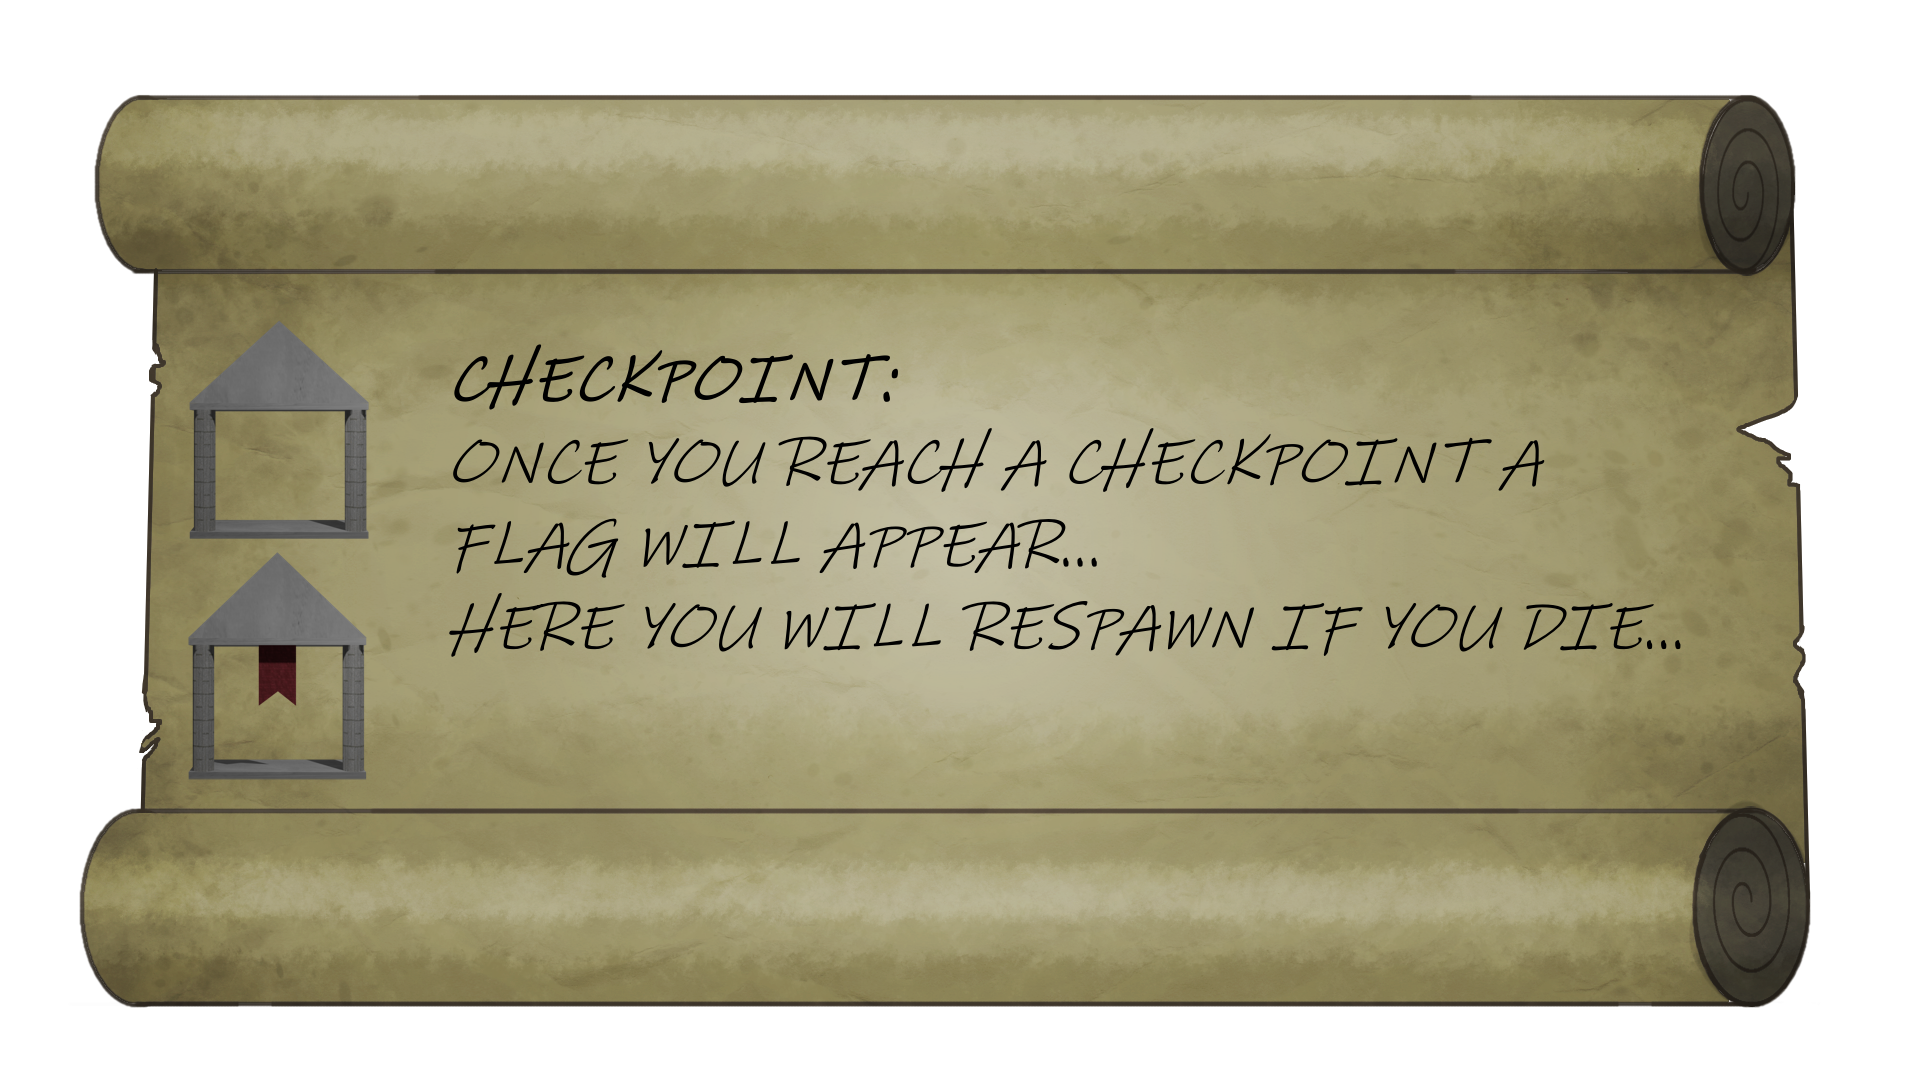 CHECKPOINT:
ONCE YOU REACH A CHECKPOINT A
FLAG WILL APPEAR...
HERE YOU WILL RESPAWN IF YOU DIE...